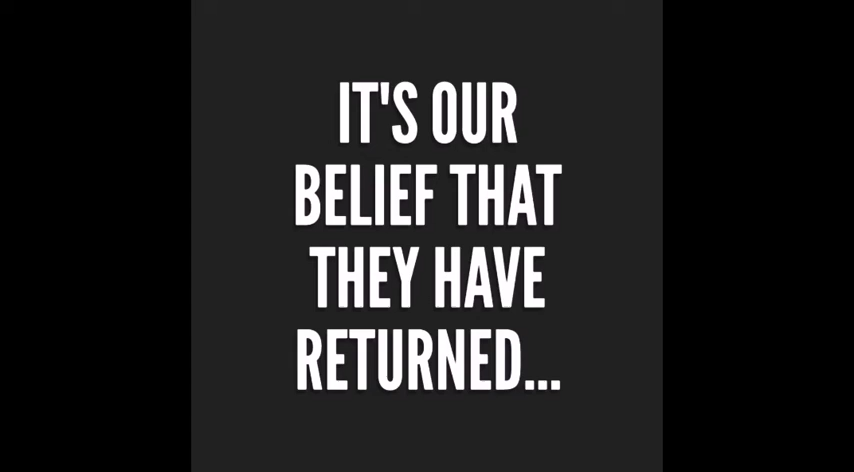 IT'S OUR
BELIEF THAT
THEY HAVE
RETURNED...